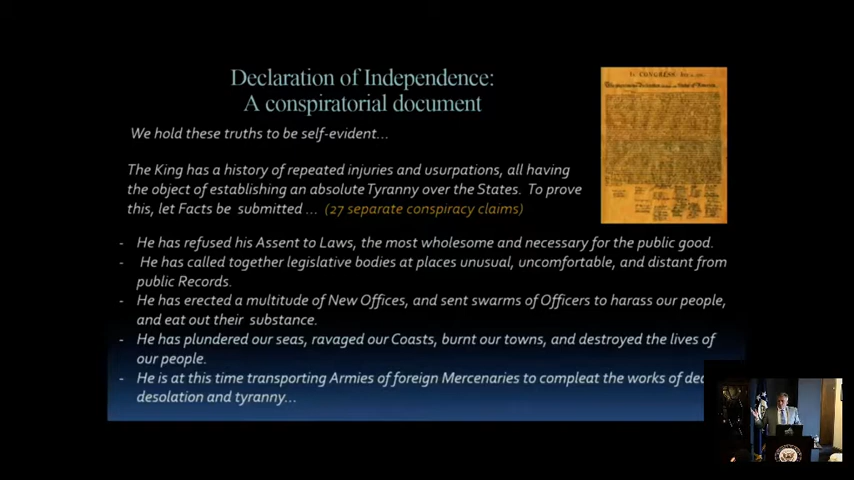 Declaration of Independence:
A conspiratorial document
IN CONGRESS, July 4, 1776.
We hold these truths to be self-evident...
The King has a history of repeated injuries and usurpations, all having
the object of establishing an absolute Tyranny over the States. To prove
this, let Facts be submitted ... (27 separate conspiracy claims)
- He has refused his Assent to Laws, the most wholesome and necessary for the public good.
- He has called together legislative bodies at places unusual, uncomfortable, and distant from
public Records.
- He has erected a multitude of New Offices, and sent swarms of Officers to harass our people,
and eat out their substance.
- He has plundered our seas, ravaged our Coasts, burnt our towns, and destroyed the lives of
our people.
- He is at this time transporting Armies of foreign Mercenaries to compleat the works of
desolation and tyranny...